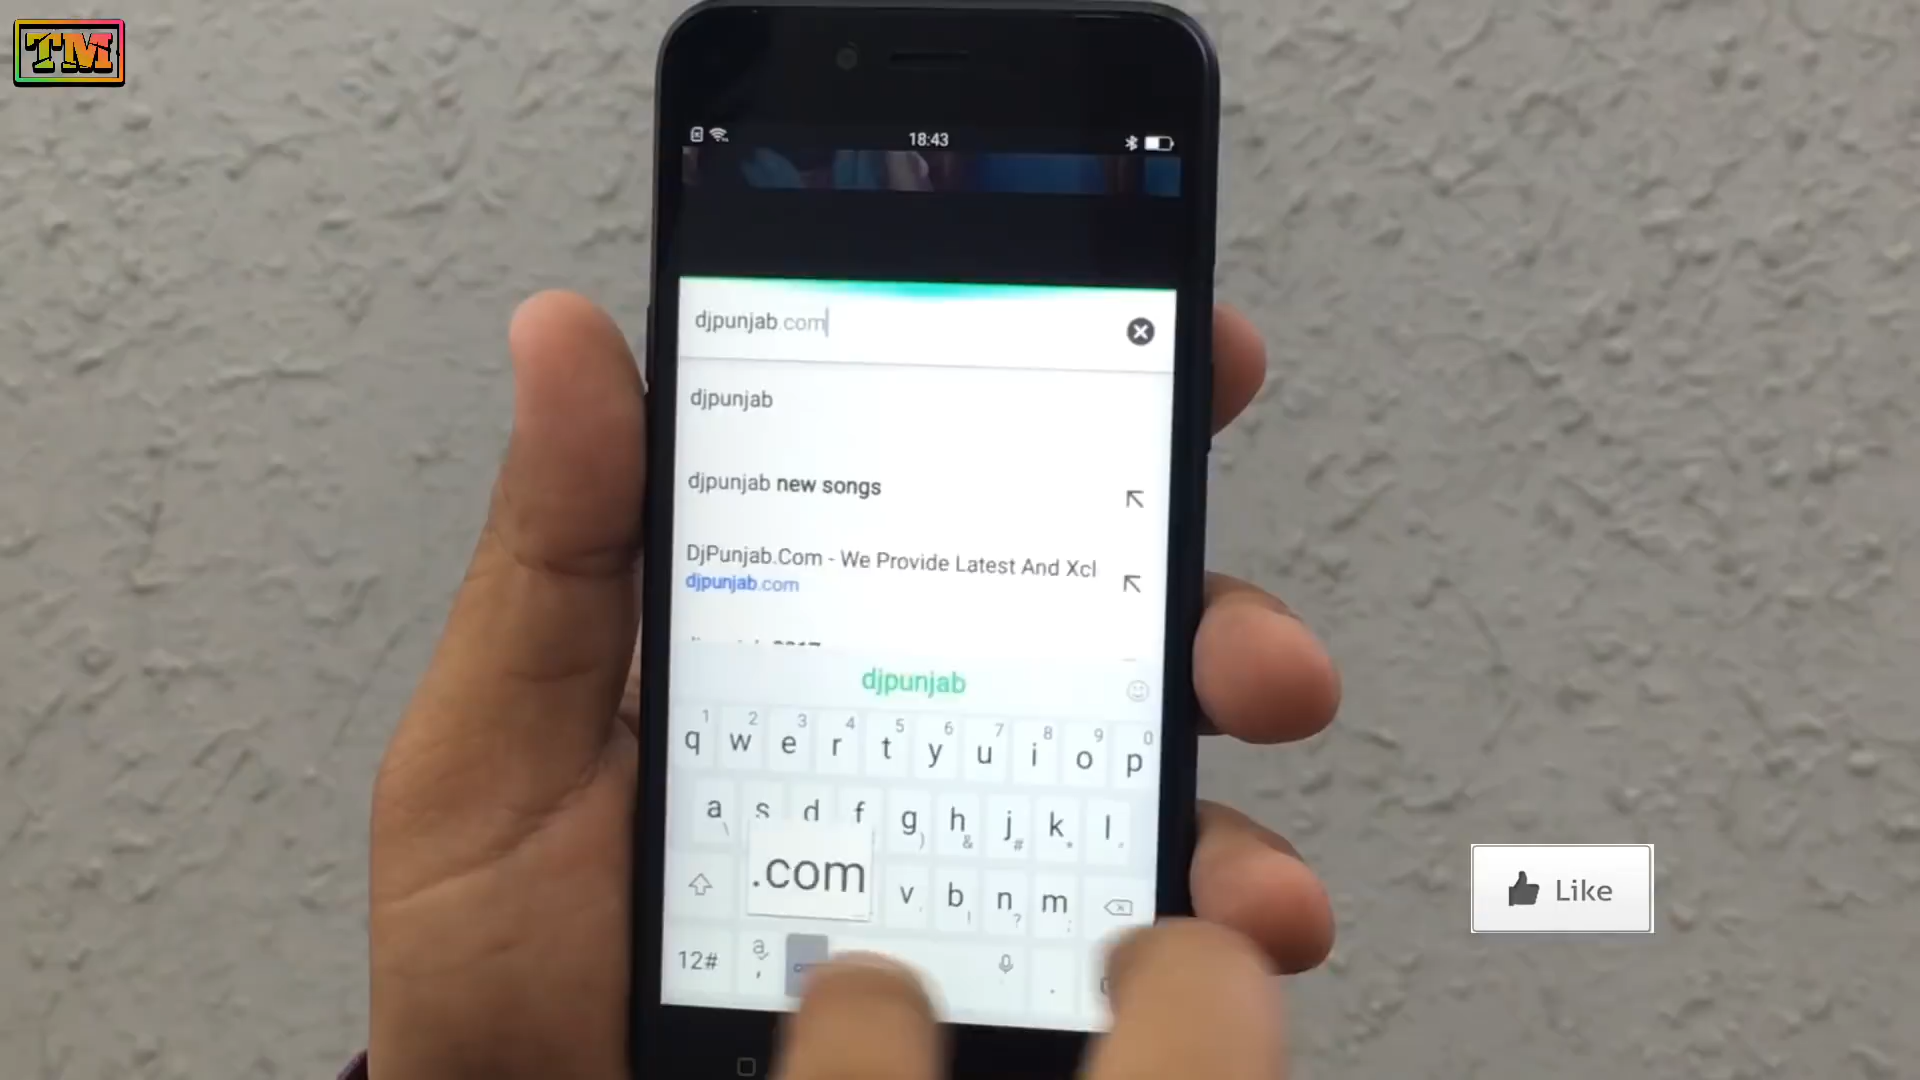 TM
18:43
djpunjab.com
djpunjab
djpunjab new songs
DjPunjab.Com - We Provide Latest And Xcl
djpunjab.com
djpunjab
1 2 3 4 5 6 7 8 9 0
q w e r t y u i o p
a s d f g h j k l
.com
v b n m
12#
Like